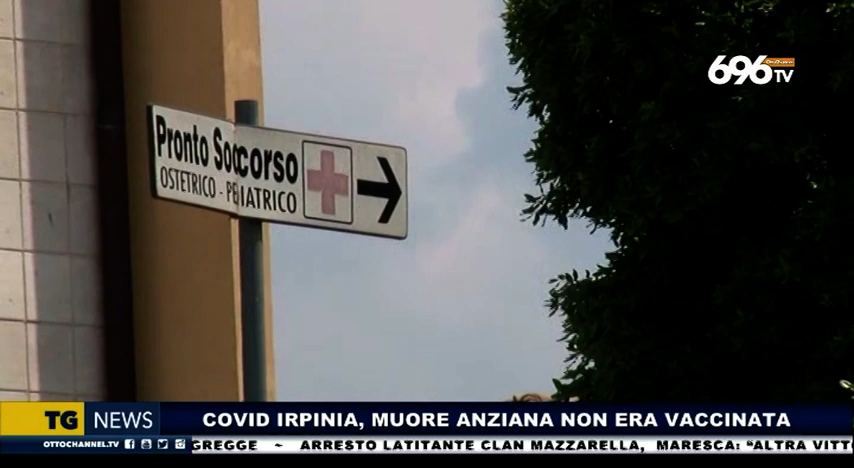 696 TV
Pronto Soccorso
OSTETRICO - PEDIATRICO
TG NEWS
COVID IRPINIA, MUORE ANZIANA NON ERA VACCINATA
OTTOCHANNEL.TV
GREGGE ~ ARRESTO LATITANTE CLAN MAZZARELLA, MARESCA: "ALTRA VITT